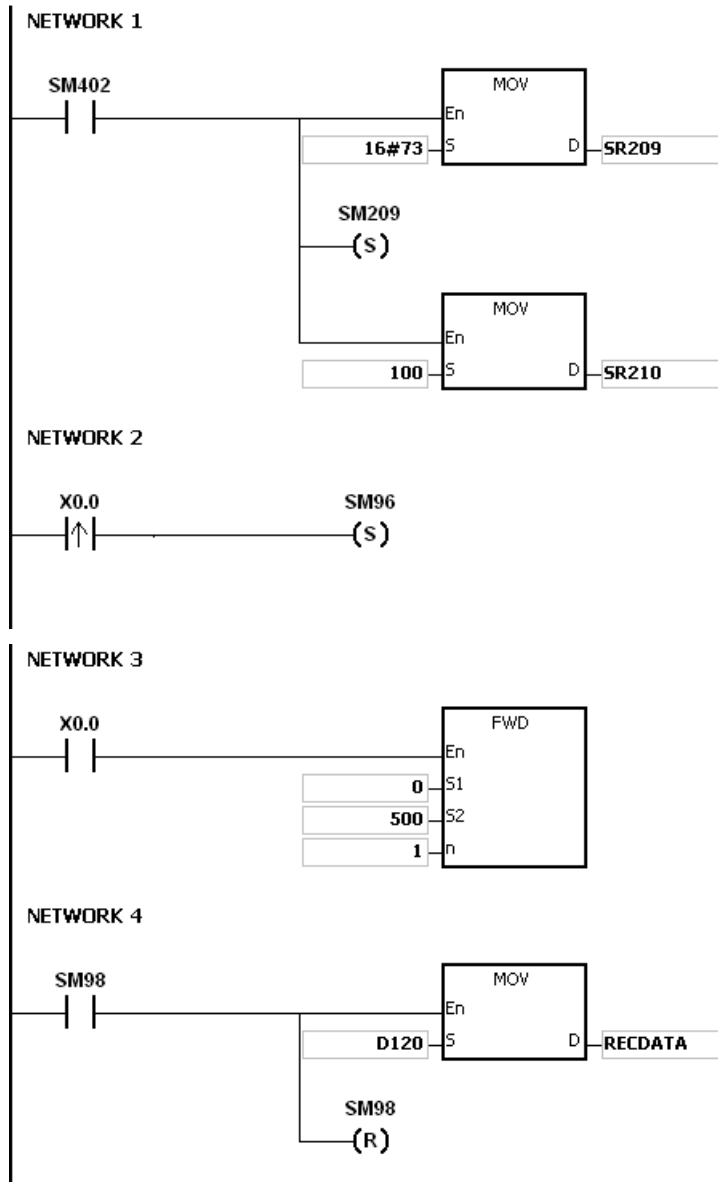 NETWORK 1
SM402
MOV
En
16#73 S D SR209
SM209
(S)
MOV
En
100 S D SR210
NETWORK 2
X0.0 SM96
(S)
NETWORK 3
X0.0
FWD
En
0 S1
500 S2
1 n
NETWORK 4
SM98
MOV
En
D120 S D RECDATA
SM98
(R)